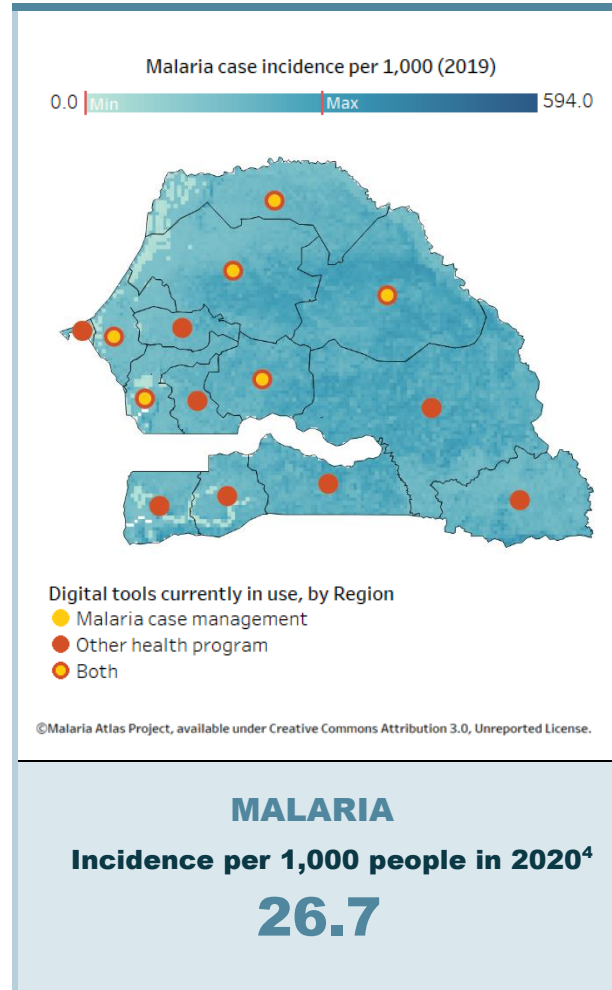 Malaria case incidence per 1,000 (2019)
0.0 Min Max 594.0
Digital tools currently in use, by Region
Malaria case management
Other health program
Both
©Malaria Atlas Project, available under Creative Commons Attribution 3.0, Unreported License.
MALARIA
Incidence per 1,000 people in 2020⁴
26.7